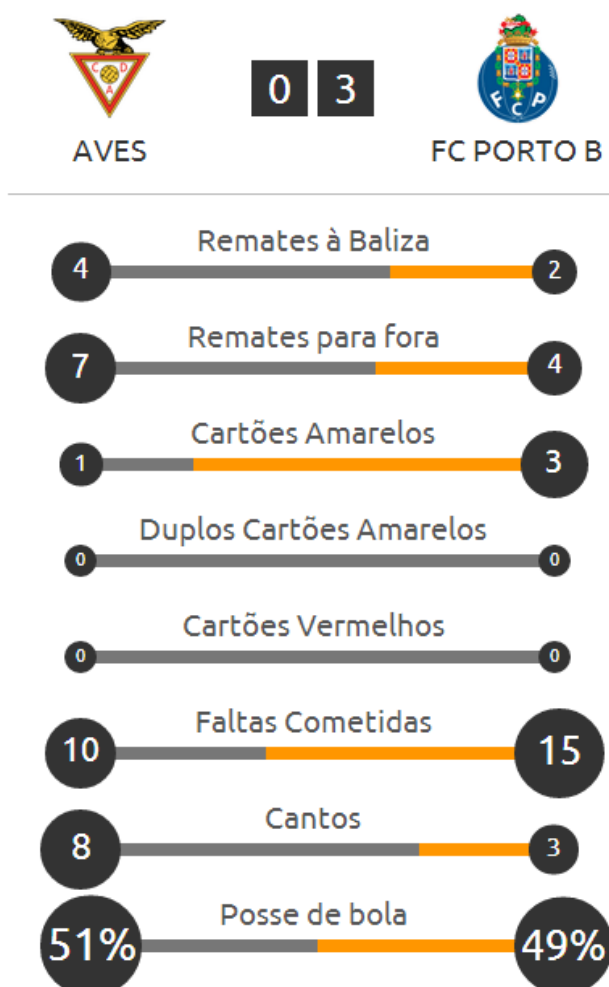 C D
A
F C P
AVES
0 3
FC PORTO B
Remates à Baliza
4 2
Remates para fora
7 4
Cartões Amarelos
1 3
Duplos Cartões Amarelos
0 0
Cartões Vermelhos
0 0
Faltas Cometidas
10 15
Cantos
8 3
Posse de bola
51% 49%